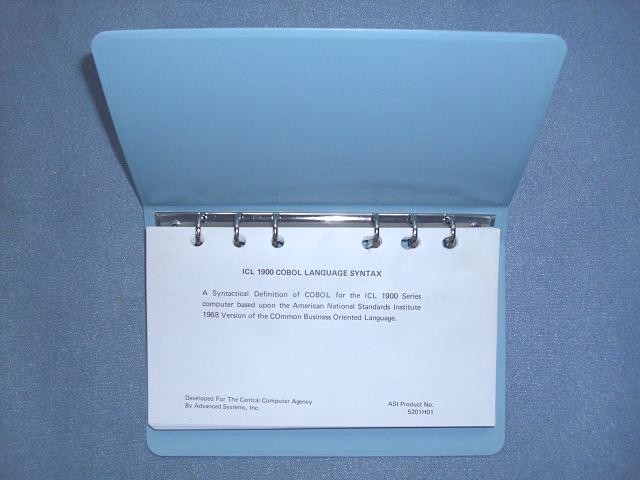 ICL 1900 COBOL LANGUAGE SYNTAX
A Syntactical Definition of COBOL for the ICL 1900 Series
computer based upon the American National Standards Institute
1968 Version of the COmmon Business Oriented Language.
Developed For The Central Computer Agency
By Advanced Systems, Inc.
ASI Product No.
5201H01